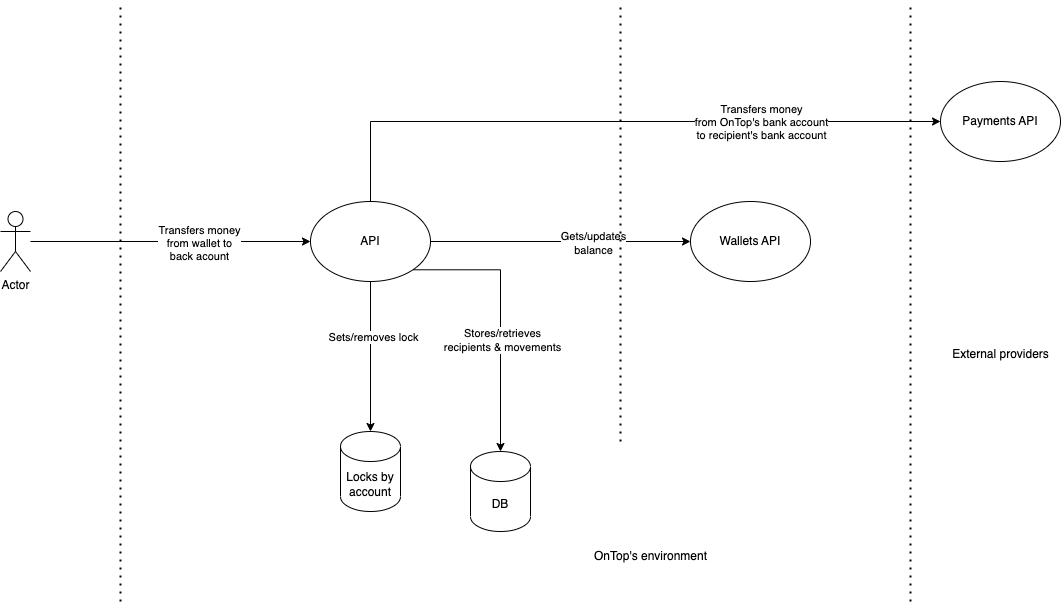 Transfers money
from OnTop's bank account
to recipient's bank account
Payments API
Transfers money
from wallet to
back acount
API
Gets/updates
balance
Wallets API
Actor
Sets/removes lock
Stores/retrieves
recipients & movements
External providers
Locks by
account
DB
OnTop's environment